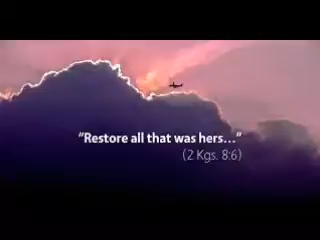 “Restore all that was hers...”
(2 Kgs. 8:6)